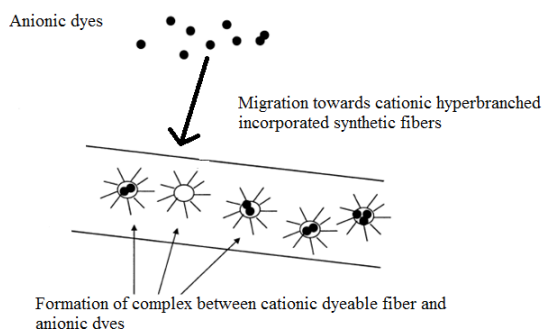 Anionic dyes
Migration towards cationic hyperbranched
incorporated synthetic fibers
Formation of complex between cationic dyeable fiber and
anionic dyes